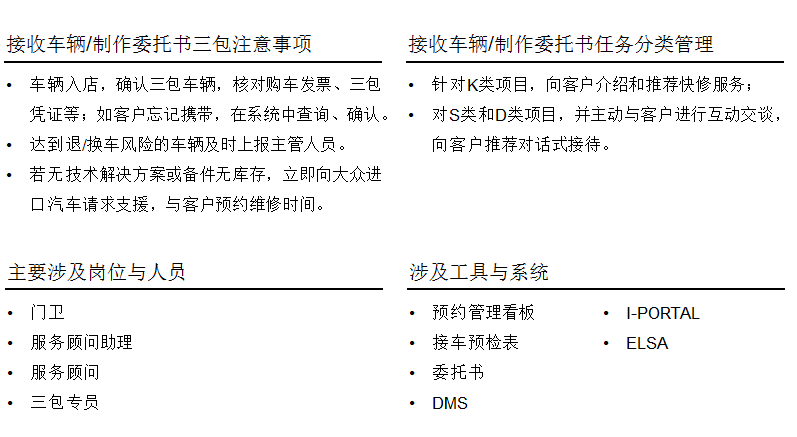 接收车辆/制作委托书三包注意事项
• 车辆入店，确认三包车辆，核对购车发票、三包
凭证等；如客户忘记携带，在系统中查询、确认。
• 达到退/换车风险的车辆及时上报主管人员。
• 若无技术解决方案或备件无库存，立即向大众进
口汽车请求支援，与客户预约维修时间。
接收车辆/制作委托书任务分类管理
• 针对K类项目，向客户介绍和推荐快修服务；
• 对S类和D类项目，并主动与客户进行互动交谈，
向客户推荐对话式接待。
主要涉及岗位与人员
• 门卫
• 服务顾问助理
• 服务顾问
• 三包专员
涉及工具与系统
• 预约管理看板
• 接车预检表
• 委托书
• DMS
• I-PORTAL
• ELSA